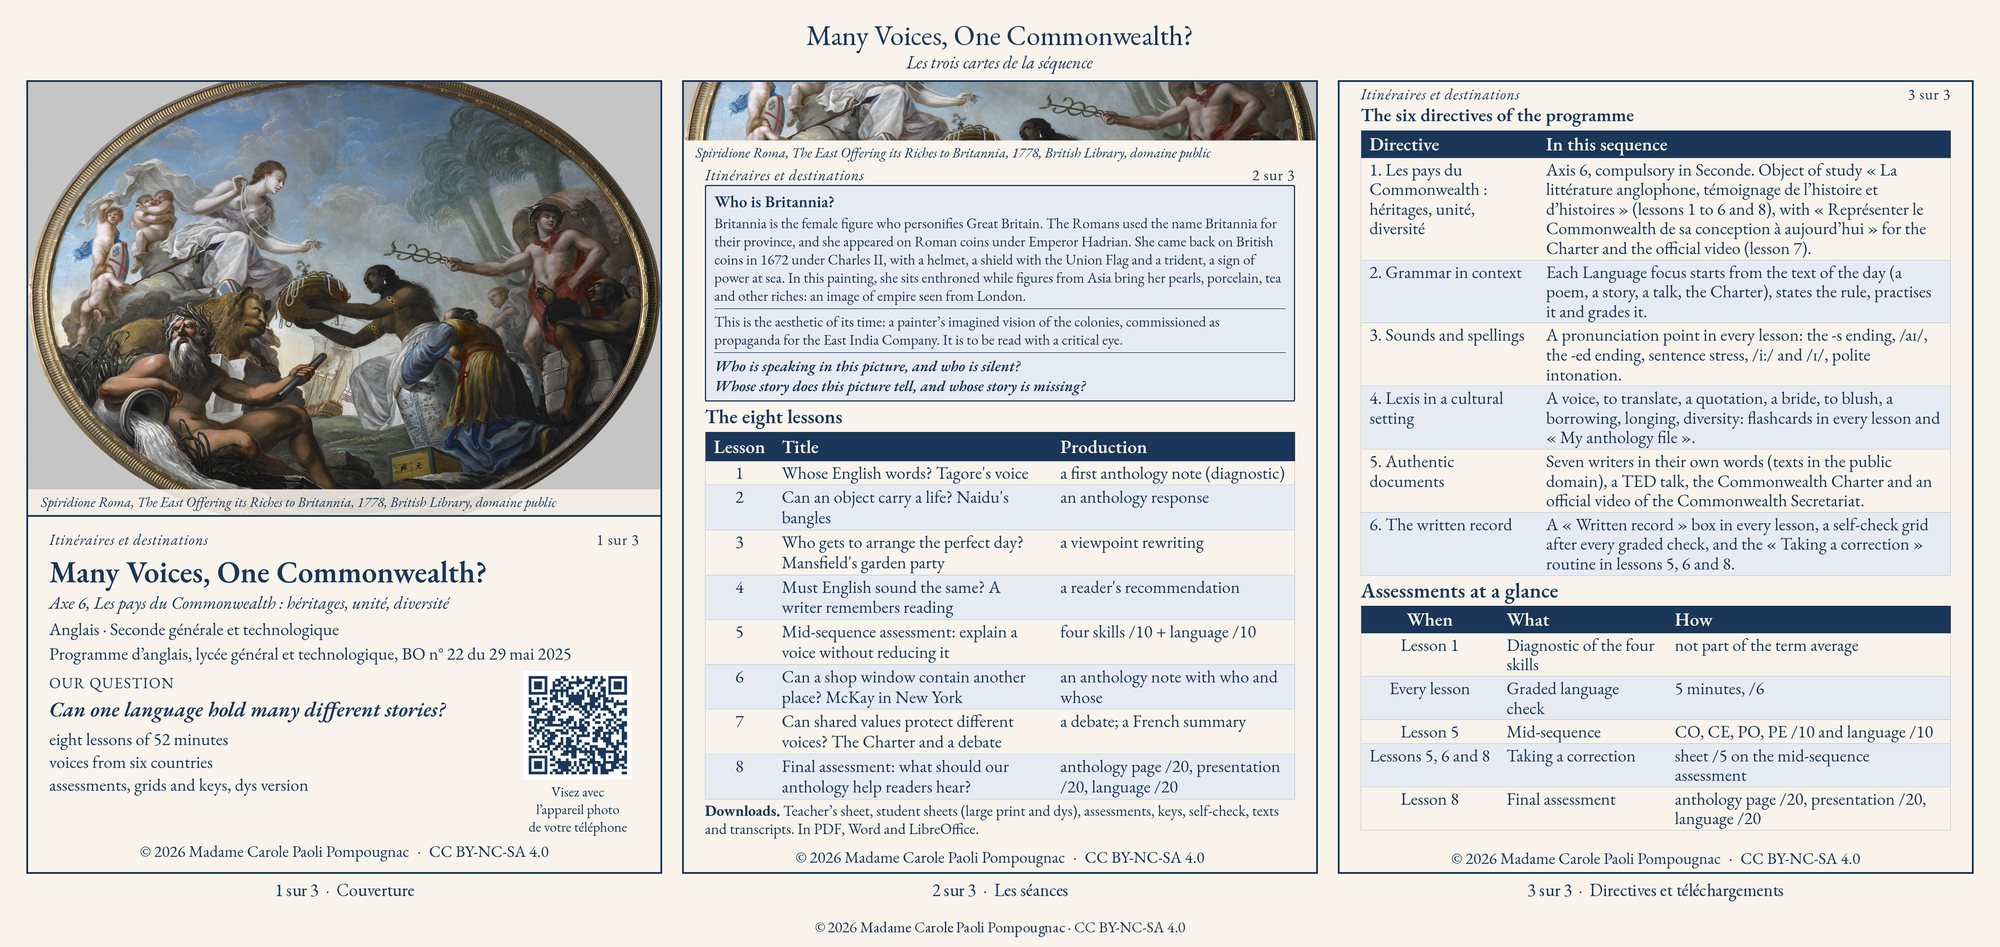 Many Voices, One Commonwealth?
Les trois cartes de la séquence
Spiridione Roma, The East Offering its Riches to Britannia, 1778, British Library, domaine public
Itinéraires et destinations
1 sur 3
Many Voices, One Commonwealth?
Axe 6, Les pays du Commonwealth : héritages, unité, diversité
Anglais · Seconde générale et technologique
Programme d’anglais, lycée général et technologique, BO n° 22 du 29 mai 2025
OUR QUESTION
Can one language hold many different stories?
eight lessons of 52 minutes
voices from six countries
assessments, grids and keys, dys version
Visez avec
l’appareil photo
de votre téléphone
© 2026 Madame Carole Paoli Pompougnac · CC BY-NC-SA 4.0
1 sur 3 · Couverture
Spiridione Roma, The East Offering its Riches to Britannia, 1778, British Library, domaine public
Itinéraires et destinations
2 sur 3
Who is Britannia?
Britannia is the female figure who personifies Great Britain. The Romans used the name Britannia for
their province, and she appeared on Roman coins under Emperor Hadrian. She came back on British
coins in 1672 under Charles II, with a helmet, a shield with the Union Flag and a trident, a sign of
power at sea. In this painting, she sits enthroned while figures from Asia bring her pearls, porcelain, tea
and other riches: an image of empire seen from London.
This is the aesthetic of its time: a painter’s imagined vision of the colonies, commissioned as
propaganda for the East India Company. It is to be read with a critical eye.
Who is speaking in this picture, and who is silent?
Whose story does this picture tell, and whose story is missing?
The eight lessons
Lesson Title Production
1 Whose English words? Tagore's voice a first anthology note (diagnostic)
2 Can an object carry a life? Naidu's an anthology response
bangles
3 Who gets to arrange the perfect day? a viewpoint rewriting
Mansfield's garden party
4 Must English sound the same? A a reader's recommendation
writer remembers reading
5 Mid-sequence assessment: explain a four skills /10 + language /10
voice without reducing it
6 Can a shop window contain another an anthology note with who and
place? McKay in New York whose
7 Can shared values protect different a debate; a French summary
voices? The Charter and a debate
8 Final assessment: what should our anthology page /20, presentation
anthology help readers hear? /20, language /20
Downloads. Teacher’s sheet, student sheets (large print and dys), assessments, keys, self-check, texts
and transcripts. In PDF, Word and LibreOffice.
© 2026 Madame Carole Paoli Pompougnac · CC BY-NC-SA 4.0
2 sur 3 · Les séances
Itinéraires et destinations
3 sur 3
The six directives of the programme
Directive In this sequence
1. Les pays du Axis 6, compulsory in Seconde. Object of study « La
Commonwealth : littérature anglophone, témoignage de l’histoire et
héritages, unité, d’histoires » (lessons 1 to 6 and 8), with « Représenter le
diversité Commonwealth de sa conception à aujourd’hui » for the
Charter and the official video (lesson 7).
2. Grammar in context Each Language focus starts from the text of the day (a
poem, a story, a talk, the Charter), states the rule, practises
it and grades it.
3. Sounds and spellings A pronunciation point in every lesson: the -s ending, /aɪ/,
the -ed ending, sentence stress, /iː/ and /ɪ/, polite
intonation.
4. Lexis in a cultural A voice, to translate, a quotation, a bride, to blush, a
setting borrowing, longing, diversity: flashcards in every lesson and
« My anthology file ».
5. Authentic Seven writers in their own words (texts in the public
documents domain), a TED talk, the Commonwealth Charter and an
official video of the Commonwealth Secretariat.
6. The written record A « Written record » box in every lesson, a self-check grid
after every graded check, and the « Taking a correction »
routine in lessons 5, 6 and 8.
Assessments at a glance
When What How
Lesson 1 Diagnostic of the four not part of the term average
skills
Every lesson Graded language 5 minutes, /6
check
Lesson 5 Mid-sequence CO, CE, PO, PE /10 and language /10
Lessons 5, 6 and 8 Taking a correction sheet /5 on the mid-sequence
assessment
Lesson 8 Final assessment anthology page /20, presentation /20,
language /20
© 2026 Madame Carole Paoli Pompougnac · CC BY-NC-SA 4.0
3 sur 3 · Directives et téléchargements
© 2026 Madame Carole Paoli Pompougnac · CC BY-NC-SA 4.0